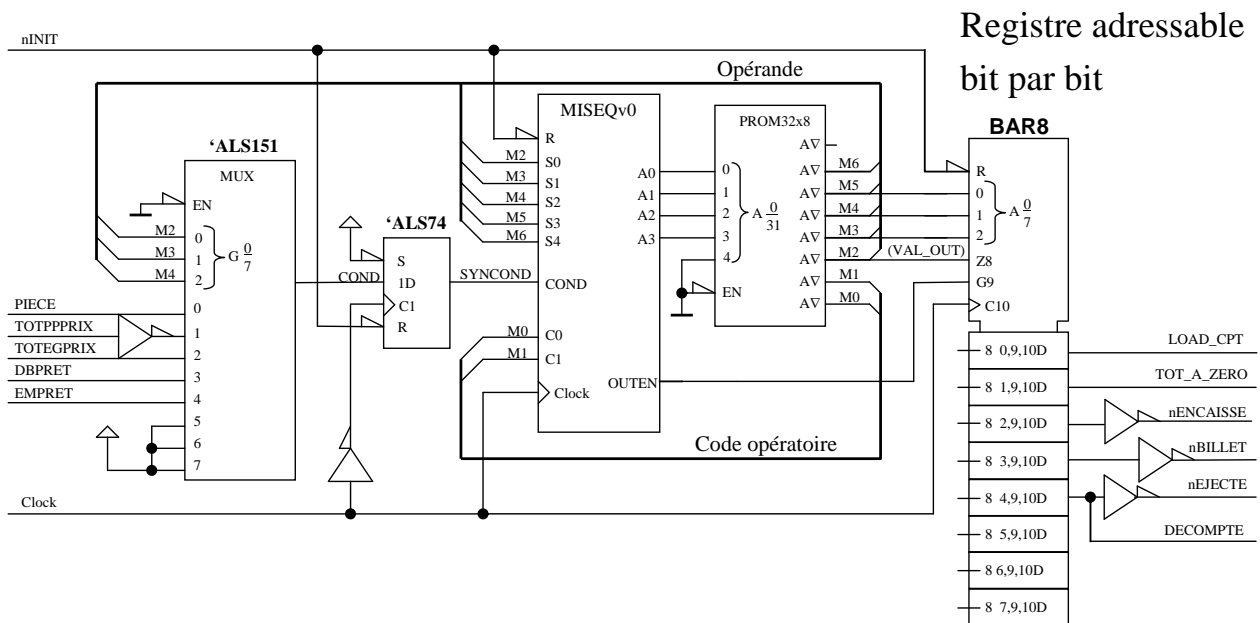 Registre adressable
bit par bit
BAR8
nINIT
Opérande
MISEQv0
PROM32x8
'ALS151
MUX
EN
M2
M3
M4
0
1
2
G 0/7
PIECE
TOTPPPRIX
TOTEGPRIX
DBPRET
EMPRET
0
1
2
3
4
5
6
7
Clock
'ALS74
S
1D
C1
R
COND
SYNCOND
R
M2
M3
M4
M5
M6
S0
S1
S2
S3
S4
COND
M0
M1
C0
C1
Clock
A0
A1
A2
A3
OUTEN
Code opératoire
0
1
2
3
4
A 0/31
EN
A∇
A∇
A∇
A∇
A∇
A∇
A∇
A∇
M6
M5
M4
M3
M2
M1
M0
(VAL_OUT)
R
0
1
2
A 0/7
Z8
G9
C10
8 0,9,10D
8 1,9,10D
8 2,9,10D
8 3,9,10D
8 4,9,10D
8 5,9,10D
8 6,9,10D
8 7,9,10D
LOAD_CPT
TOT_A_ZERO
nENCAISSE
nBILLET
nEJECTE
DECOMPTE